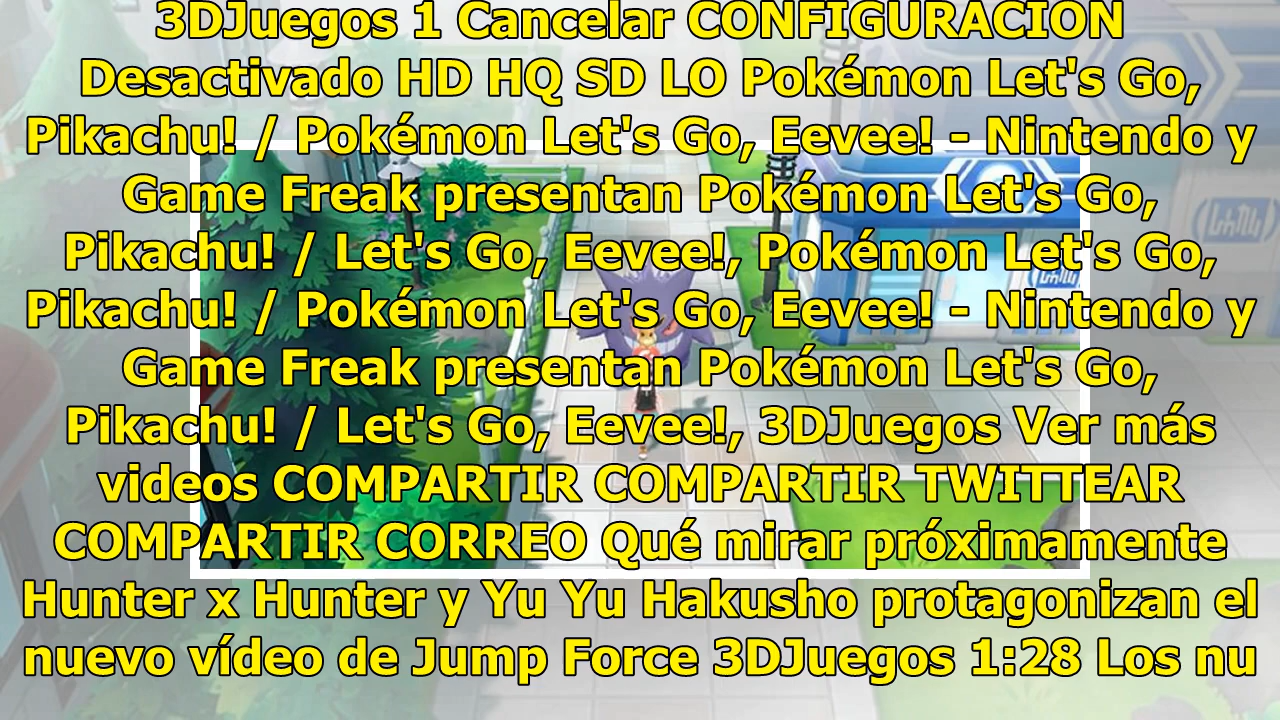 3DJuegos 1 Cancelar CONFIGURACIÓN
Desactivado HD HQ SD LO Pokémon Let's Go,
Pikachu! / Pokémon Let's Go, Eevee! - Nintendo y
Game Freak presentan Pokémon Let's Go,
Pikachu! / Let's Go, Eevee!, Pokémon Let's Go,
Pikachu! / Pokémon Let's Go, Eevee! - Nintendo y
Game Freak presentan Pokémon Let's Go,
Pikachu! / Let's Go, Eevee!, 3DJuegos Ver más
videos COMPARTIR COMPARTIR TWITTEAR
COMPARTIR CORREO Qué mirar próximamente
Hunter x Hunter y Yu Yu Hakusho protagonizan el
nuevo vídeo de Jump Force 3DJuegos 1:28 Los nu